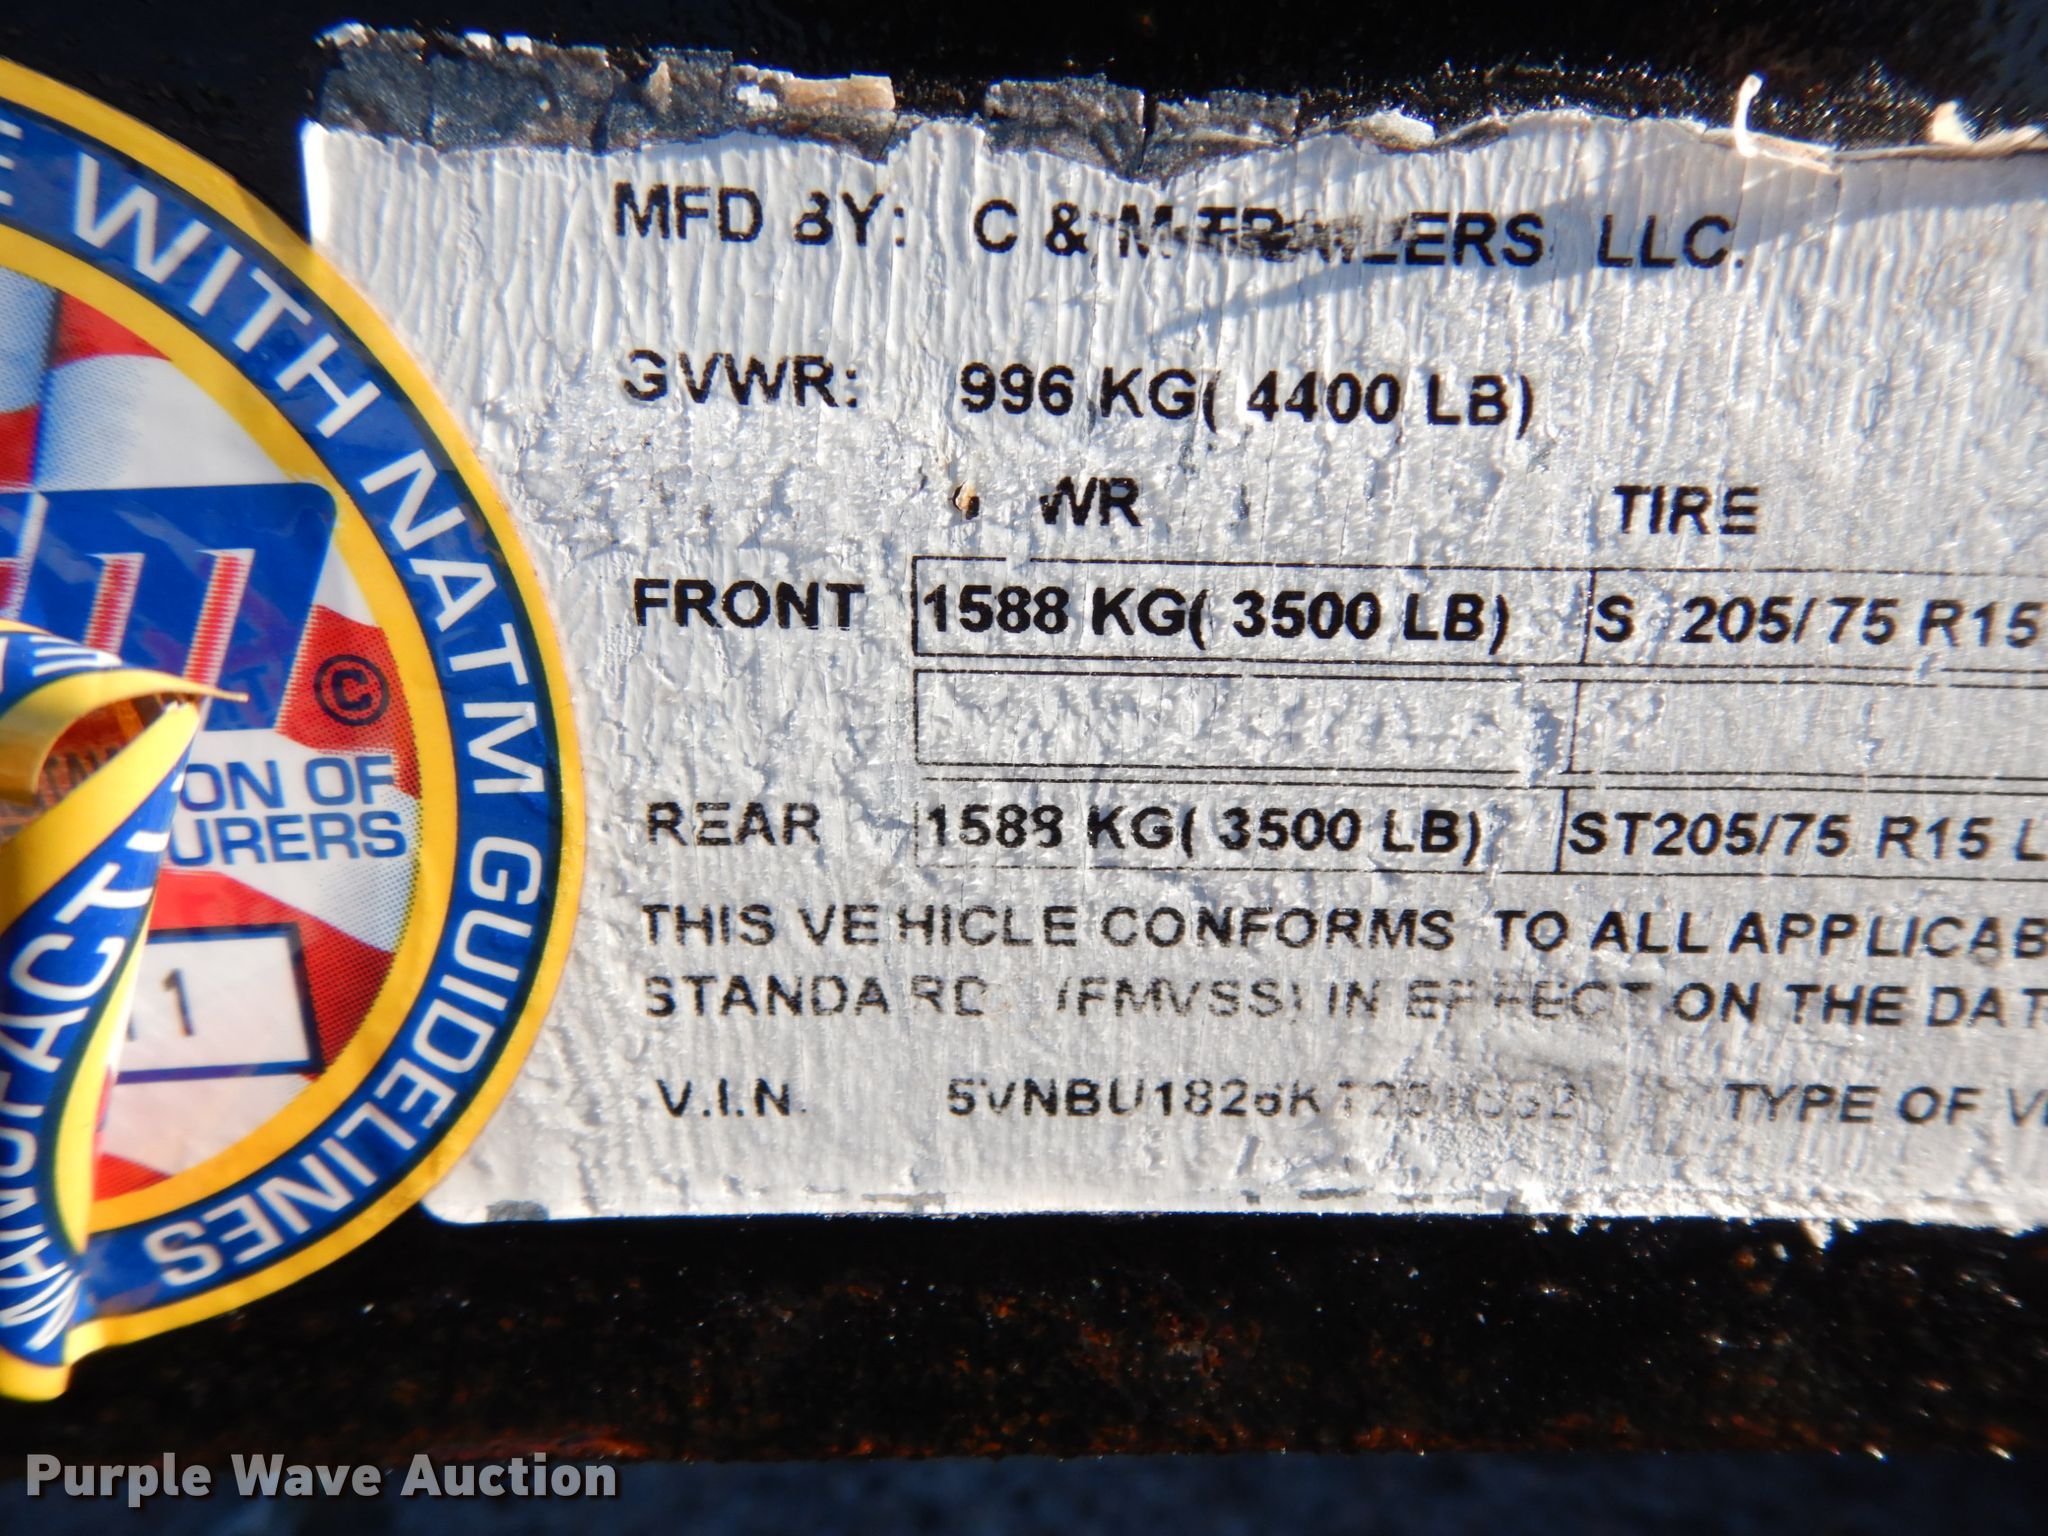 WITH NATM GUIDELINES
©
ON OF
URERS
11
MFD BY: C & M TRAILERS LLC.
GVWR: 996 KG( 4400 LB)
WR TIRE
FRONT 1588 KG( 3500 LB) S 205/75 R15
REAR 1588 KG( 3500 LB) ST205/75 R15 L
THIS VEHICLE CONFORMS TO ALL APPLICAB
STANDARD (FMVSS) IN EFFECT ON THE DAT
V.I.N. TYPE OF V
Purple Wave Auction